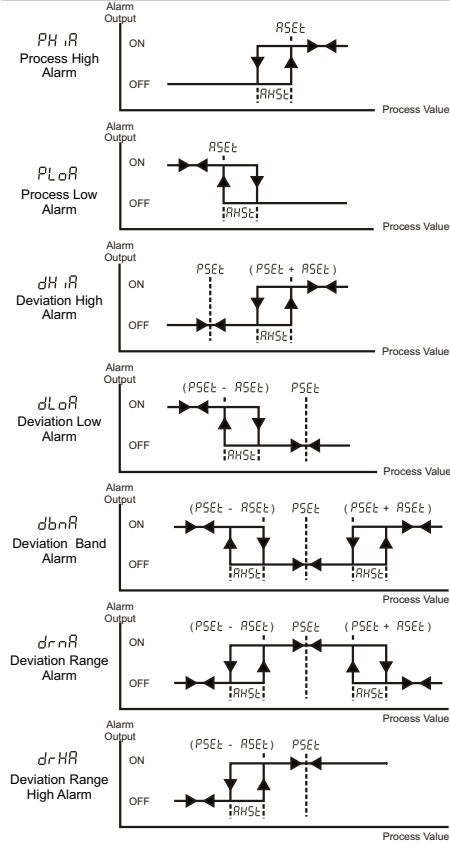 Alarm
Output
PHiA
Process High
Alarm
ASEt
ON
OFF
AHSt
Process Value
Alarm
Output
PLoA
Process Low
Alarm
ASEt
ON
OFF
AHSt
Process Value
Alarm
Output
dHiA
Deviation High
Alarm
PSEt (PSEt + ASEt)
ON
OFF
AHSt
Process Value
Alarm
Output
dLoA
Deviation Low
Alarm
(PSEt - ASEt) PSEt
ON
OFF
AHSt
Process Value
Alarm
Output
dbnA
Deviation Band
Alarm
(PSEt - ASEt) PSEt (PSEt + ASEt)
ON
OFF
AHSt AHSt
Process Value
Alarm
Output
drnA
Deviation Range
Alarm
(PSEt - ASEt) PSEt (PSEt + ASEt)
ON
OFF
AHSt AHSt
Process Value
Alarm
Output
drHA
Deviation Range
High Alarm
(PSEt - ASEt) PSEt
ON
OFF
AHSt
Process Value